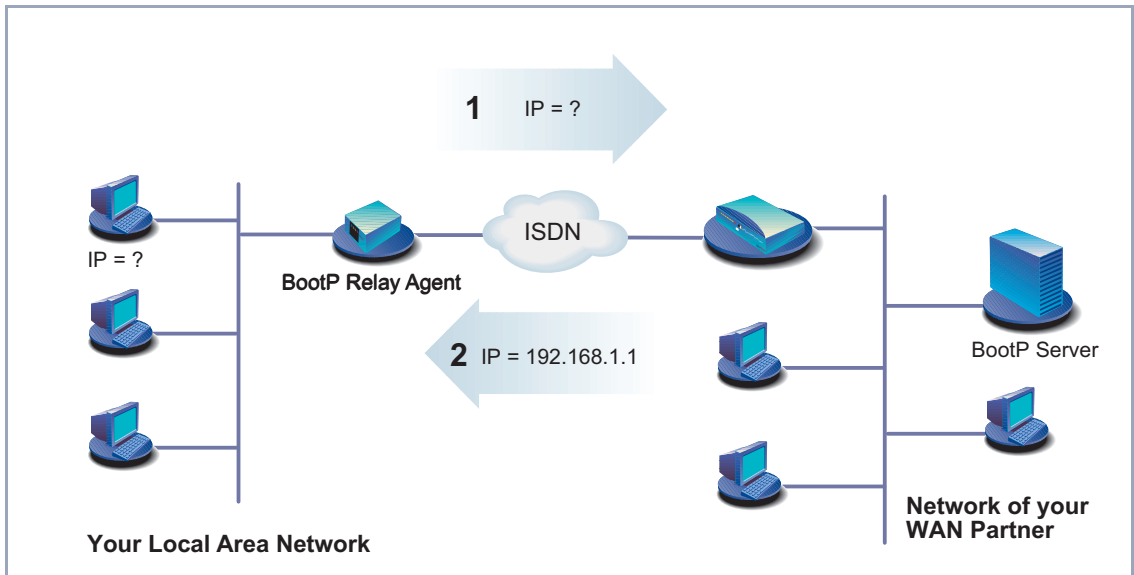 1 IP = ?
ISDN
IP = ?
BootP Relay Agent
2 IP = 192.168.1.1
BootP Server
Your Local Area Network
Network of your
WAN Partner